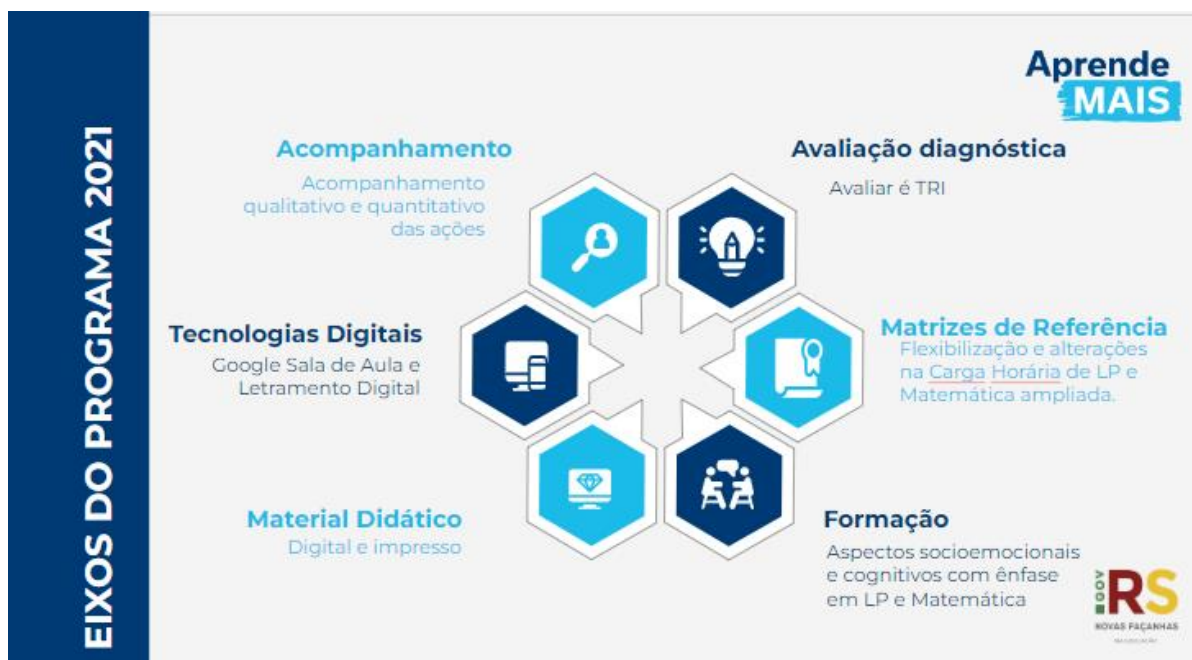 EIXOS DO PROGRAMA 2021
Aprende
MAIS
Acompanhamento
Acompanhamento
qualitativo e quantitativo
das ações
Avaliação diagnóstica
Avaliar é TRI
Tecnologias Digitais
Google Sala de Aula e
Letramento Digital
Matrizes de Referência
Flexibilização e alterações
na Carga Horária de LP e
Matemática ampliada.
Material Didático
Digital e impresso
Formação
Aspectos socioemocionais
e cognitivos com ênfase
em LP e Matemática
GOV
RS
NOVAS FAÇANHAS